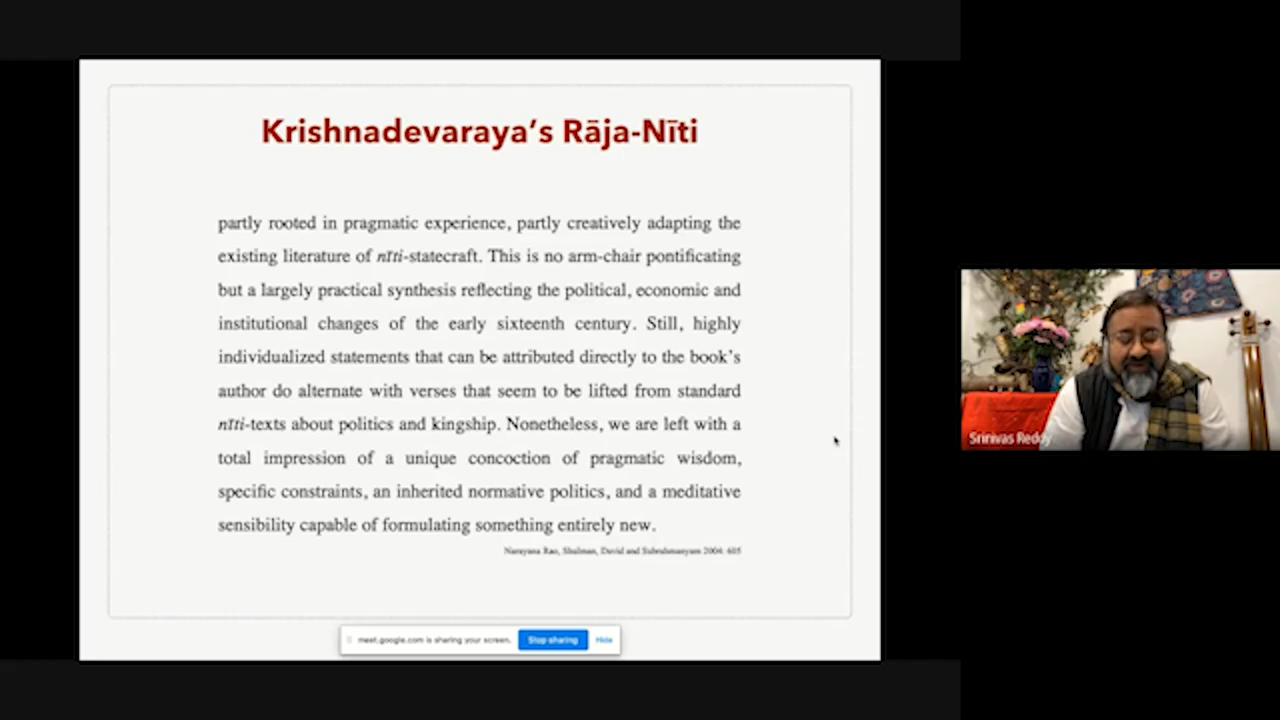 Krishnadevaraya's Rāja-Nīti
partly rooted in pragmatic experience, partly creatively adapting the
existing literature of nīti-statecraft. This is no arm-chair pontificating
but a largely practical synthesis reflecting the political, economic and
institutional changes of the early sixteenth century. Still, highly
individualized statements that can be attributed directly to the book's
author do alternate with verses that seem to be lifted from standard
nīti-texts about politics and kingship. Nonetheless, we are left with a
total impression of a unique concoction of pragmatic wisdom,
specific constraints, an inherited normative politics, and a meditative
sensibility capable of formulating something entirely new.
Narayana Rao, Shulman, David and Subrahmanyam 2004: 605
meet.google.com is sharing your screen. Stop sharing Hide
Srinivas Reddy